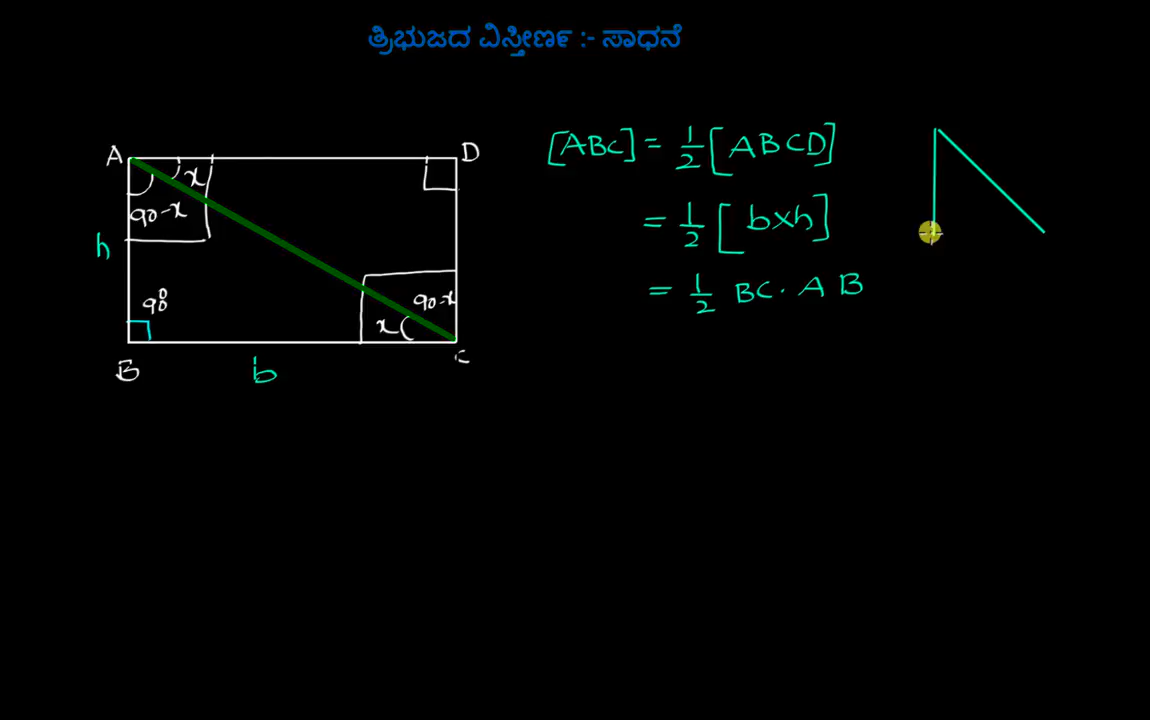 ತ್ರಿಭುಜದ ವಿಸ್ತೀರ್ಣ :- ಸಾಧನೆ
A
D
x
90-x
h
90°
90-x
x
B
b
C
[ABC] = 1/2 [ABCD]
= 1/2 [b×h]
= 1/2 BC · AB